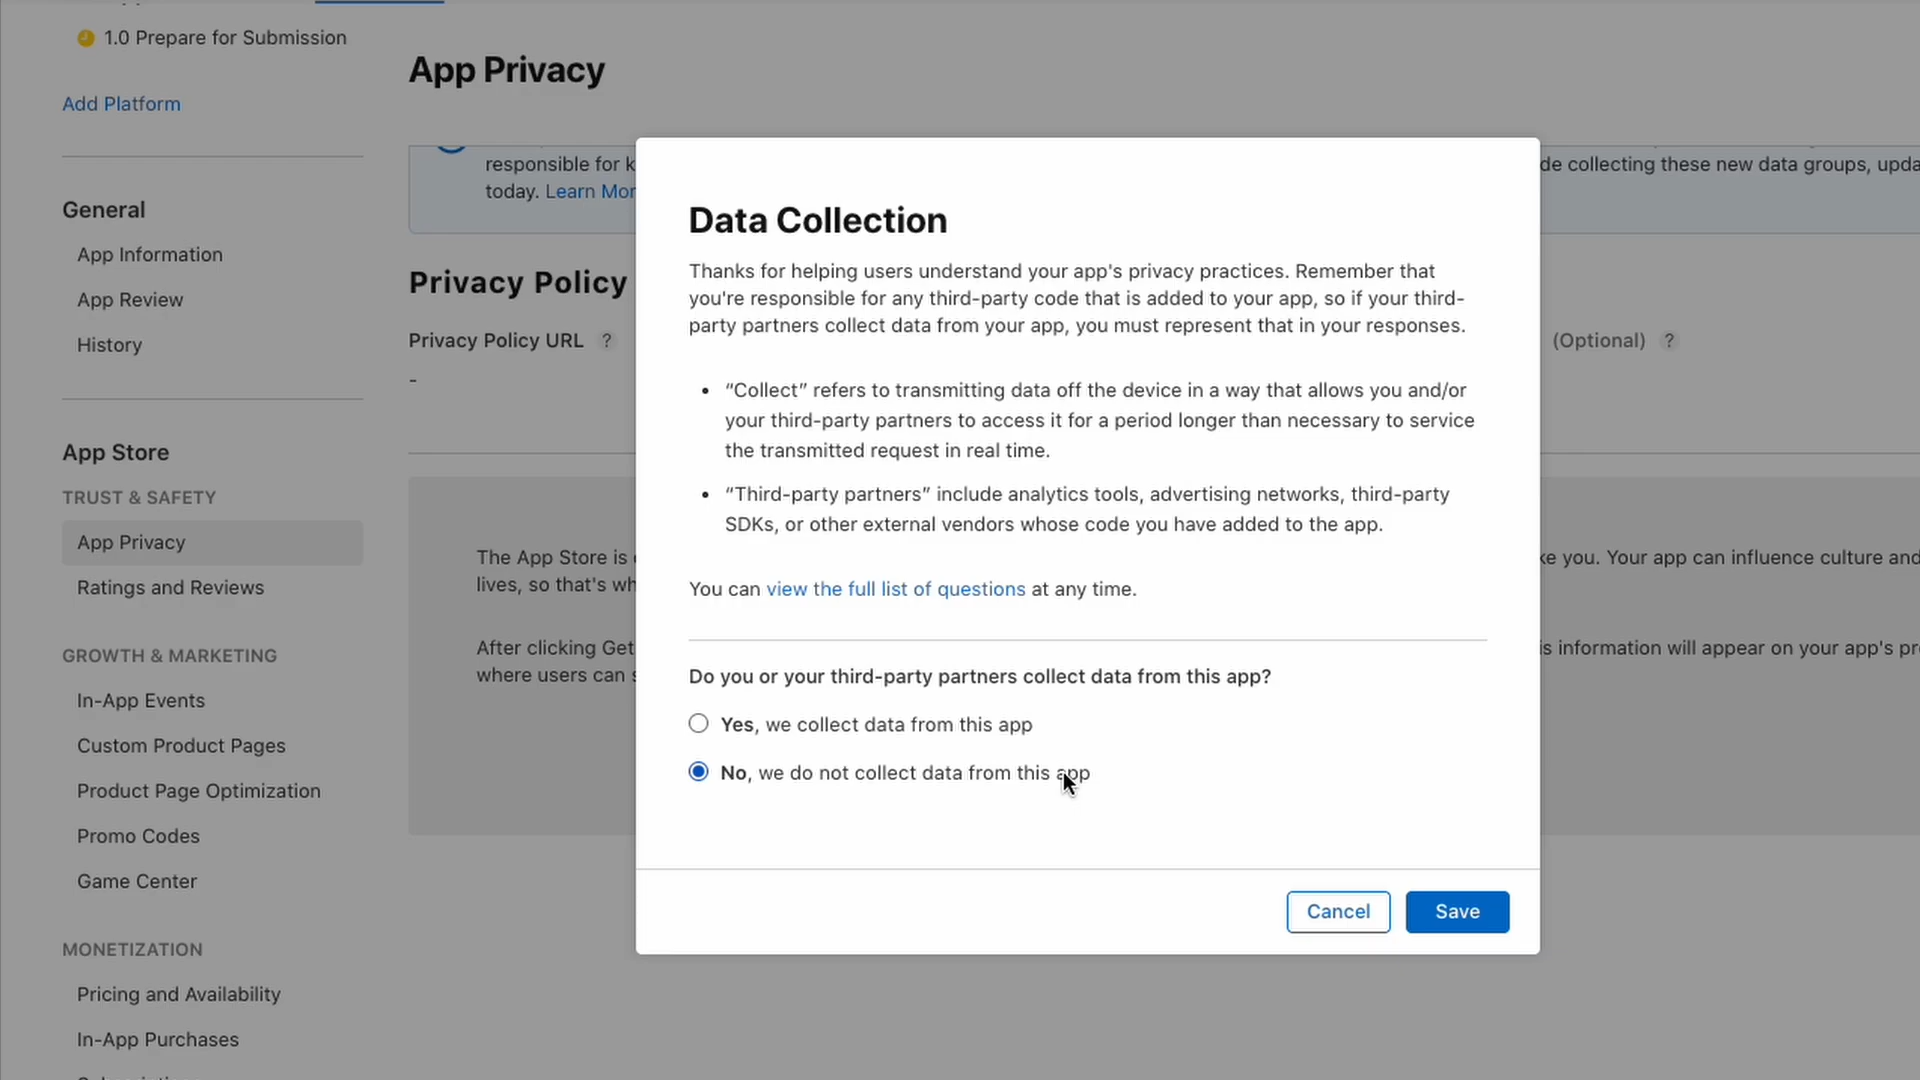 1.0 Prepare for Submission
Add Platform
General
App Information
App Review
History
App Store
TRUST & SAFETY
App Privacy
Ratings and Reviews
GROWTH & MARKETING
In-App Events
Custom Product Pages
Product Page Optimization
Promo Codes
Game Center
MONETIZATION
Pricing and Availability
In-App Purchases
App Privacy
responsible for
de collecting these new data groups,
today. Learn
Privacy Policy
Privacy Policy URL ?
(Optional) ?
-
The App Store is
you. Your app can influence culture and
lives, so that's
After clicking Get
information will appear on your app's
where users can
Data Collection
Thanks for helping users understand your app's privacy practices. Remember that
you're responsible for any third-party code that is added to your app, so if your third-
party partners collect data from your app, you must represent that in your responses.
• “Collect” refers to transmitting data off the device in a way that allows you and/or
your third-party partners to access it for a period longer than necessary to service
the transmitted request in real time.
• “Third-party partners” include analytics tools, advertising networks, third-party
SDKs, or other external vendors whose code you have added to the app.
You can view the full list of questions at any time.
Do you or your third-party partners collect data from this app?
Yes, we collect data from this app
No, we do not collect data from this app
Cancel
Save